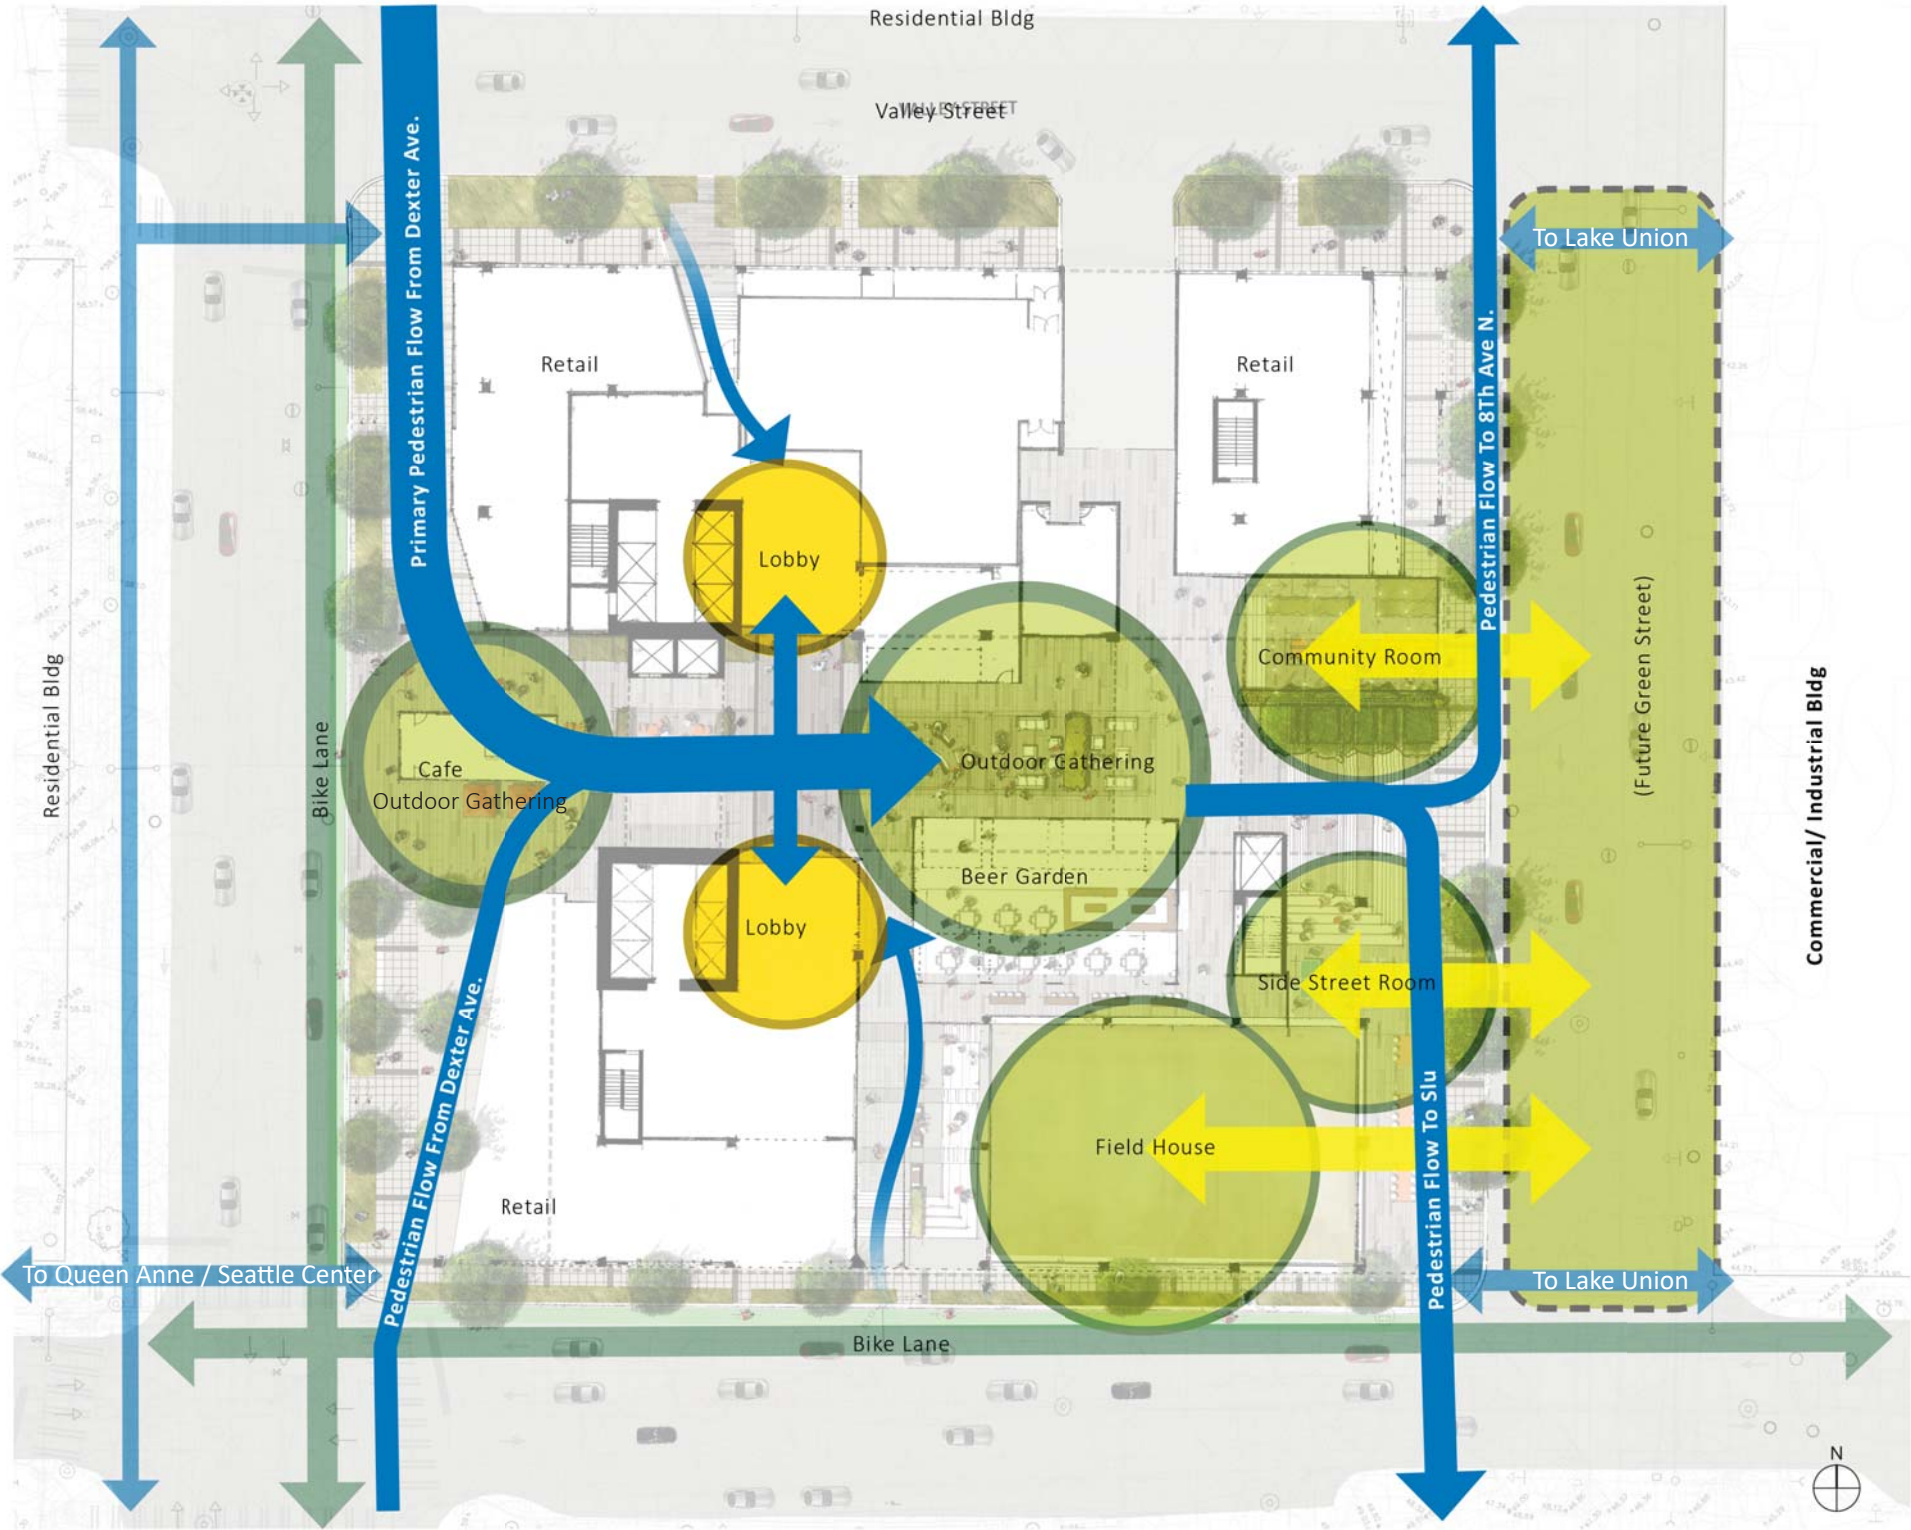 Residential Bldg
Valley Street
VALLEY STREET
Primary Pedestrian Flow From Dexter Ave.
To Lake Union
Retail
Retail
Pedestrian Flow To 8Th Ave N.
Lobby
Community Room
(Future Green Street)
Residential Bldg
Bike Lane
Cafe
Outdoor Gathering
Outdoor Gathering
Commercial/ Industrial Bldg
Beer Garden
Lobby
Side Street Room
Pedestrian Flow From Dexter Ave.
Field House
Pedestrian Flow To Slu
Retail
To Queen Anne / Seattle Center
To Lake Union
Bike Lane
N